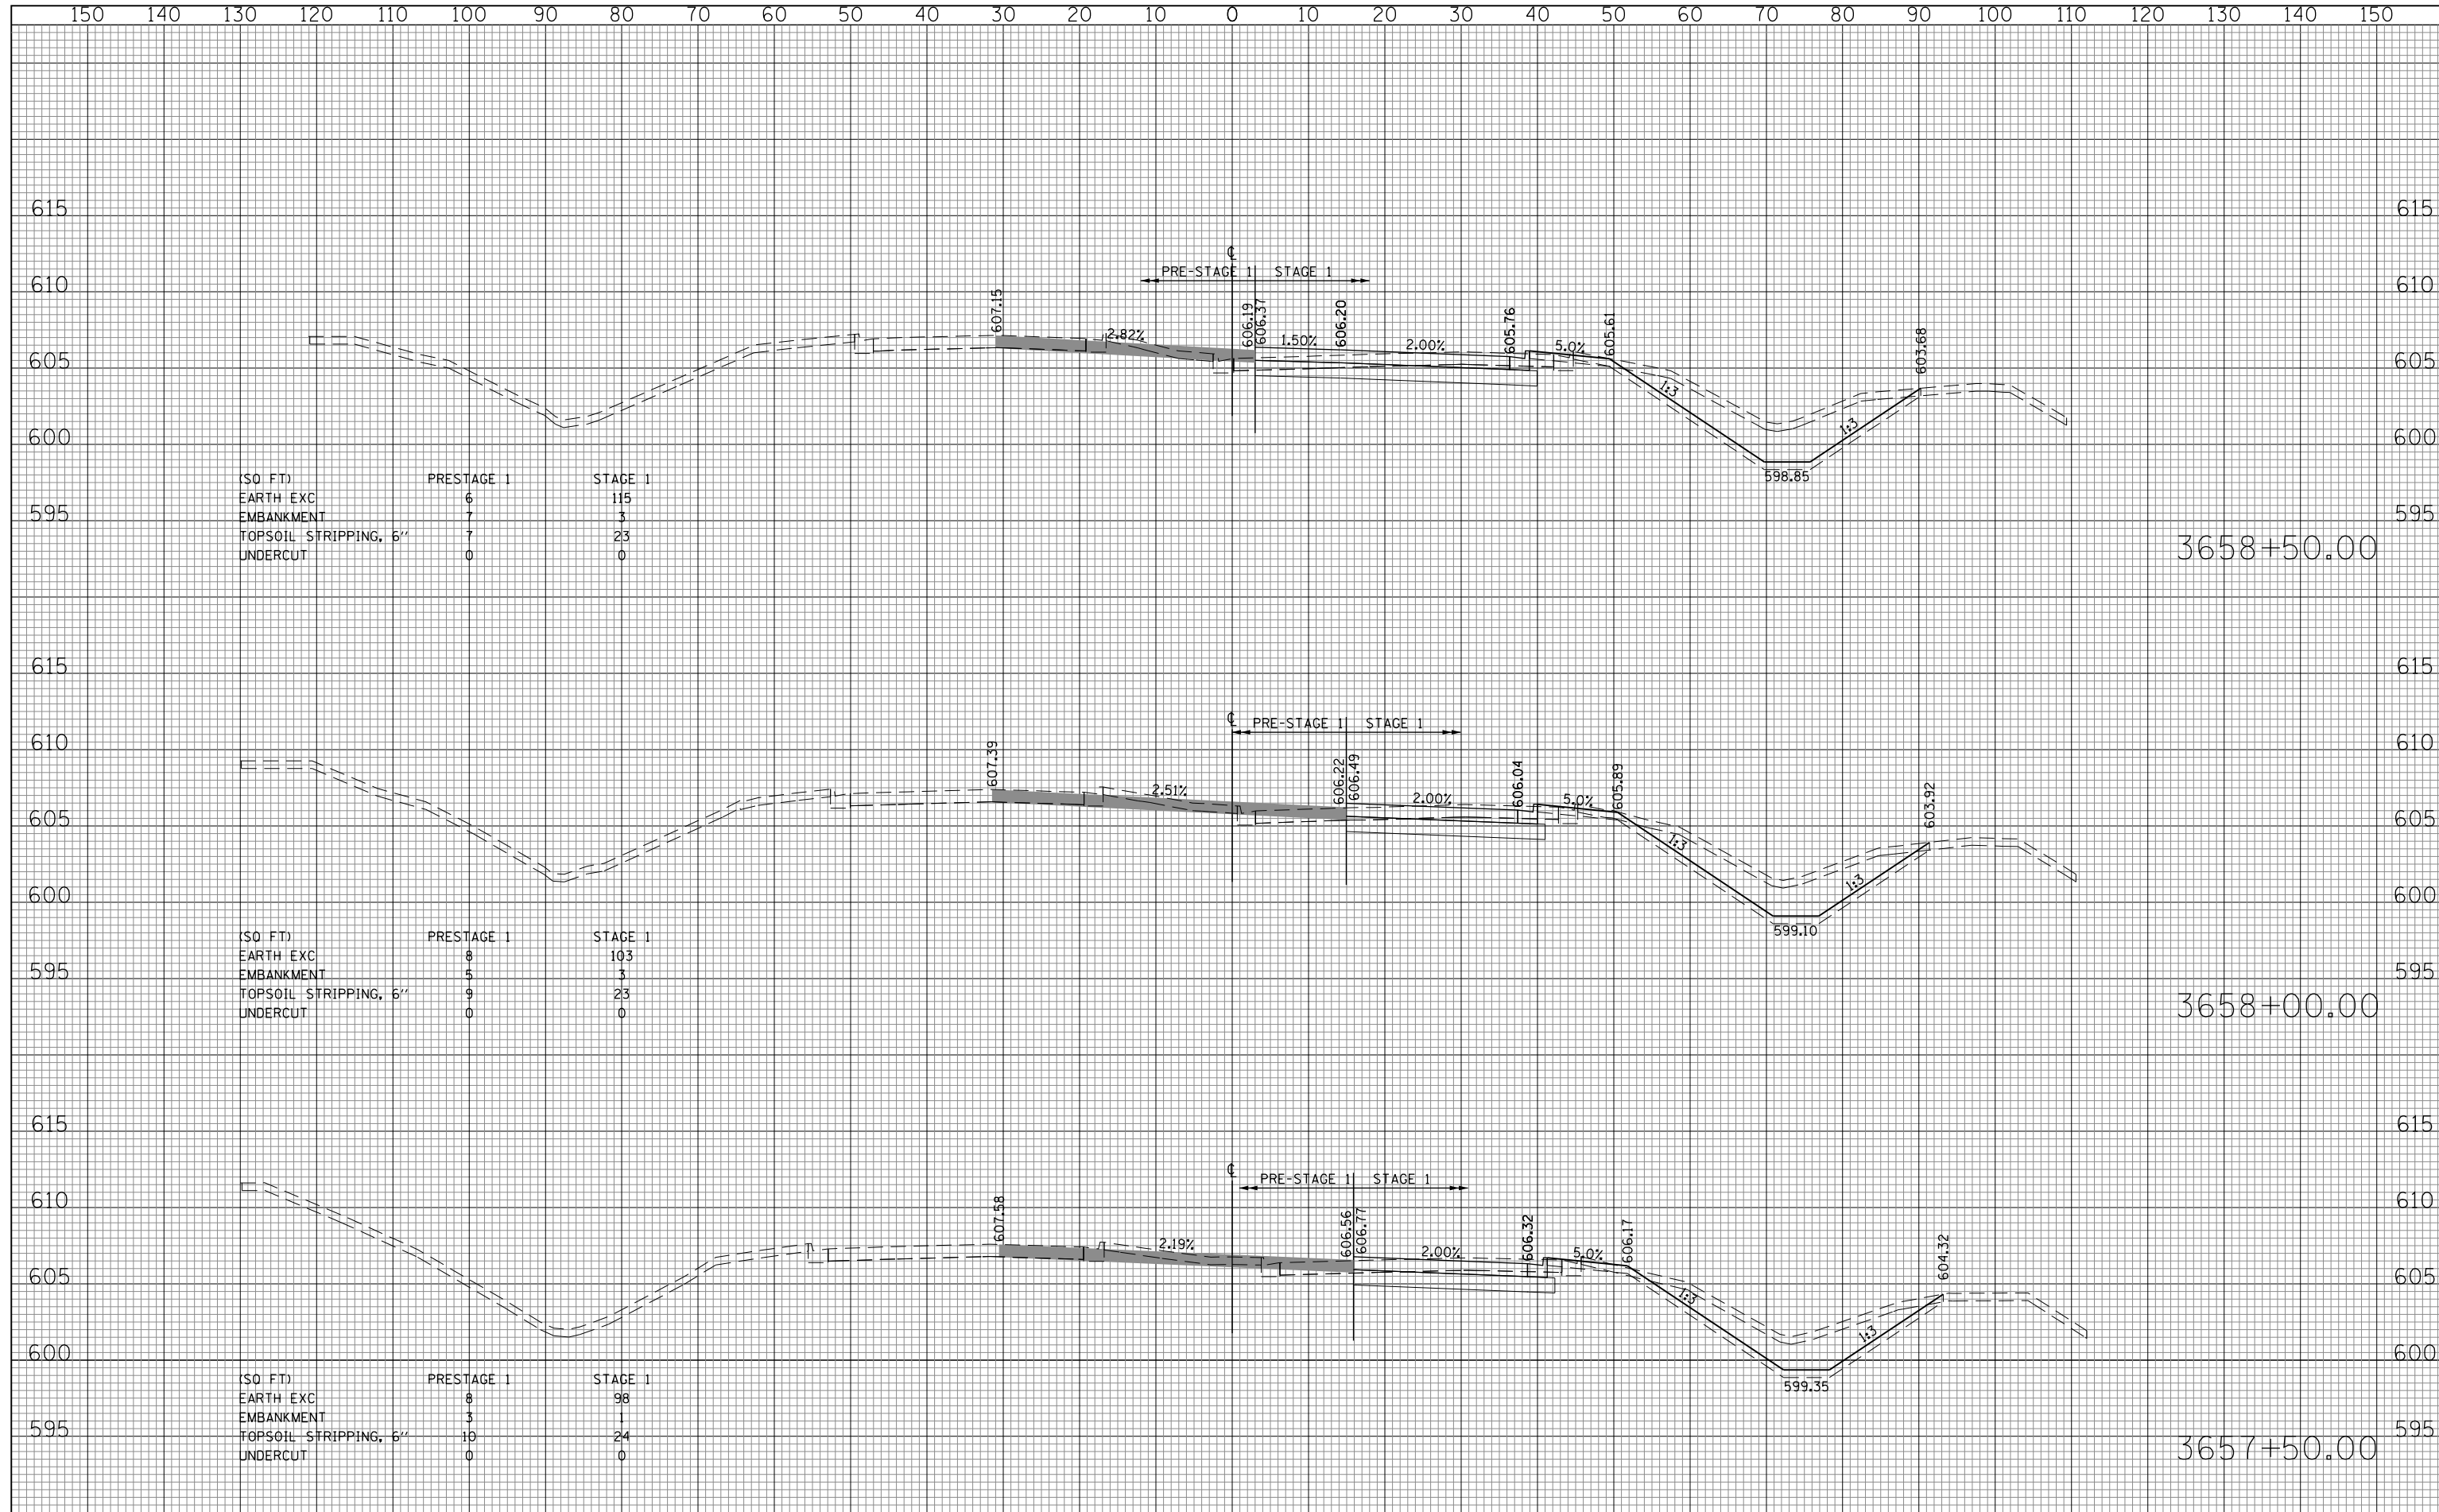 150 140 130 120 110 100 90 80 70 60 50 40 30 20 10 0 10 20 30 40 50 60 70 80 90 100 110 120 130 140 150
615 615
℄
PRE-STAGE 1 STAGE 1
610 610
607.15 606.19 606.37 606.20 605.76 605.61 603.68
2.82% 1.50% 2.00% 5.0%
605 605
1:3 1:3
600 600
598.85
(SQ FT) PRESTAGE 1 STAGE 1
EARTH EXC 6 115
EMBANKMENT 7 3
595 595
TOPSOIL STRIPPING, 6'' 7 23
UNDERCUT 0 0
3658+50.00
615 615
℄ PRE-STAGE 1 STAGE 1
610 610
607.39 606.22 606.49 606.04 605.89 603.92
2.51% 2.00% 5.0%
605 605
1:3 1:3
600 600
599.10
(SQ FT) PRESTAGE 1 STAGE 1
EARTH EXC 8 103
EMBANKMENT 5 3
595 595
TOPSOIL STRIPPING, 6'' 9 23
UNDERCUT 0 0
3658+00.00
615 615
℄
PRE-STAGE 1 STAGE 1
610 610
607.58 606.56 606.77 606.32 606.17 604.32
2.19% 2.00% 5.0%
605 605
1:3 1:3
600 600
599.35
(SQ FT) PRESTAGE 1 STAGE 1
EARTH EXC 8 98
EMBANKMENT 3 1
595 595
TOPSOIL STRIPPING, 6'' 10 24
UNDERCUT 0 0
3657+50.00